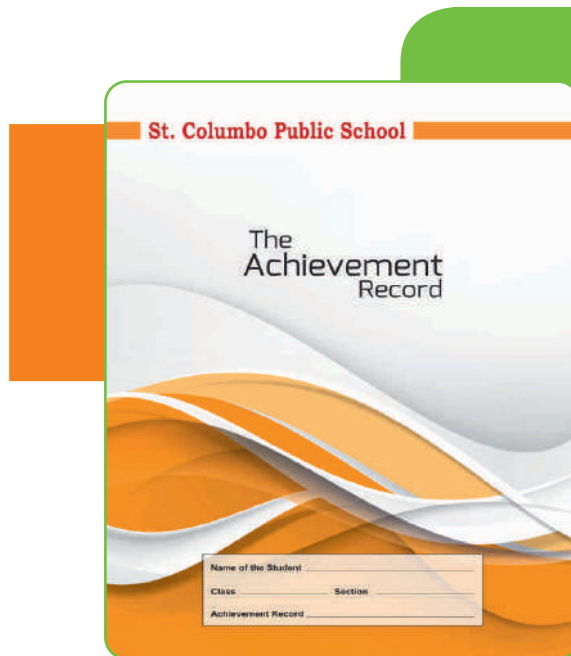 St. Columbo Public School
The
Achievement
Record
Name of the Student
Class Section
Achievement Record